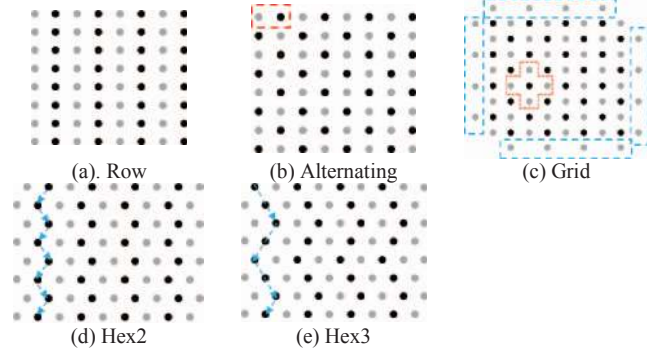 (a). Row
(b) Alternating
(c) Grid
(d) Hex2
(e) Hex3